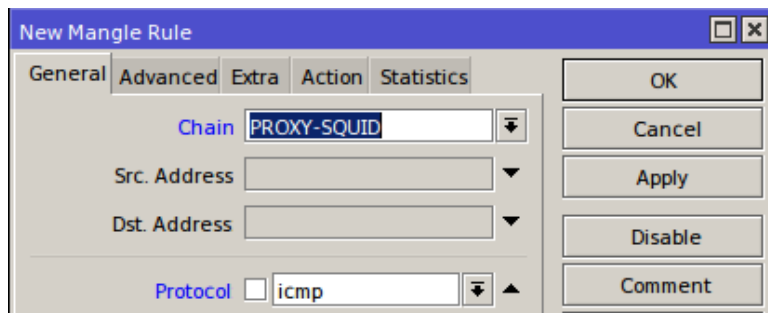 New Mangle Rule
General Advanced Extra Action Statistics
OK
Chain PROXY-SQUID
Cancel
Src. Address
Apply
Dst. Address
Disable
Protocol icmp
Comment